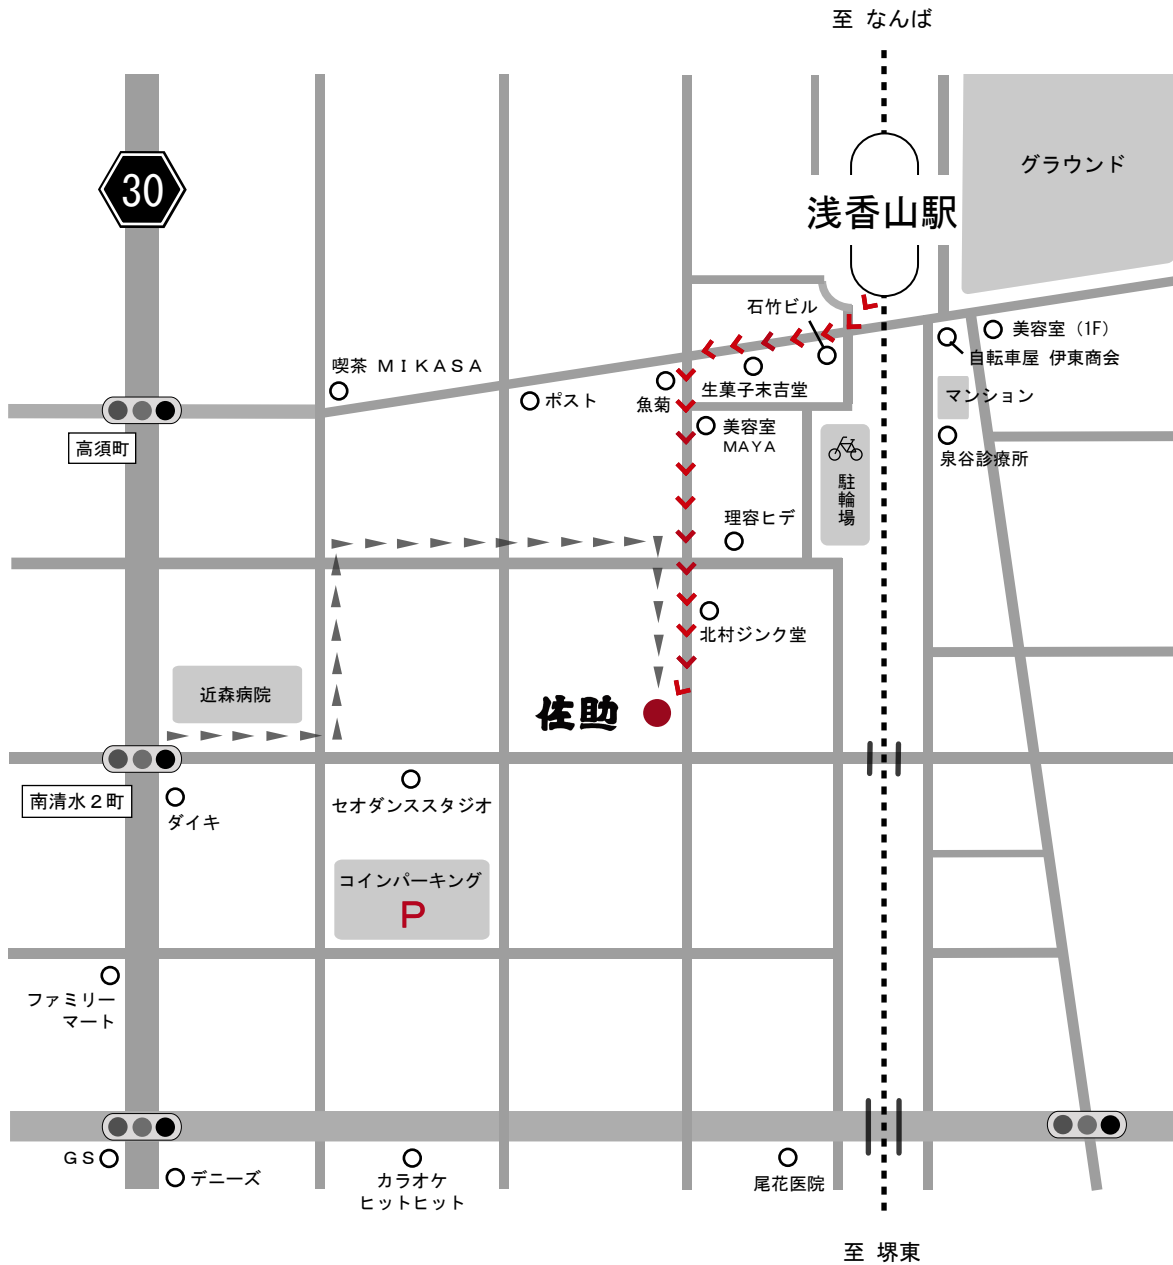 至 なんば
30
グラウンド
浅香山駅
石竹ビル
美容室（1F）
自転車屋 伊東商会
喫茶 ＭＩＫＡＳＡ
生菓子末吉堂
マンション
ポスト
魚菊
美容室
MAYA
高須町
泉谷診療所
駐輪場
理容ヒデ
北村ジンク堂
近森病院
佐助
南清水２町
ダイキ
セオダンススタジオ
コインパーキング
P
ファミリー
マート
ＧＳ
デニーズ
カラオケ
ヒットヒット
尾花医院
至 堺東